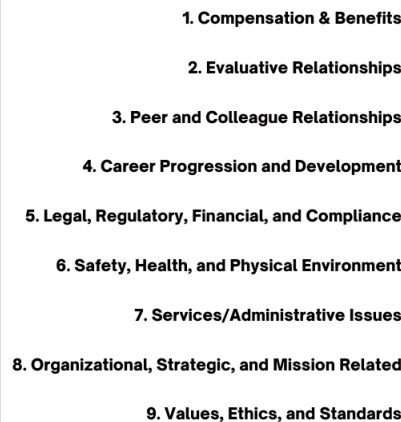 1. Compensation & Benefits
2. Evaluative Relationships
3. Peer and Colleague Relationships
4. Career Progression and Development
5. Legal, Regulatory, Financial, and Compliance
6. Safety, Health, and Physical Environment
7. Services/Administrative Issues
8. Organizational, Strategic, and Mission Related
9. Values, Ethics, and Standards